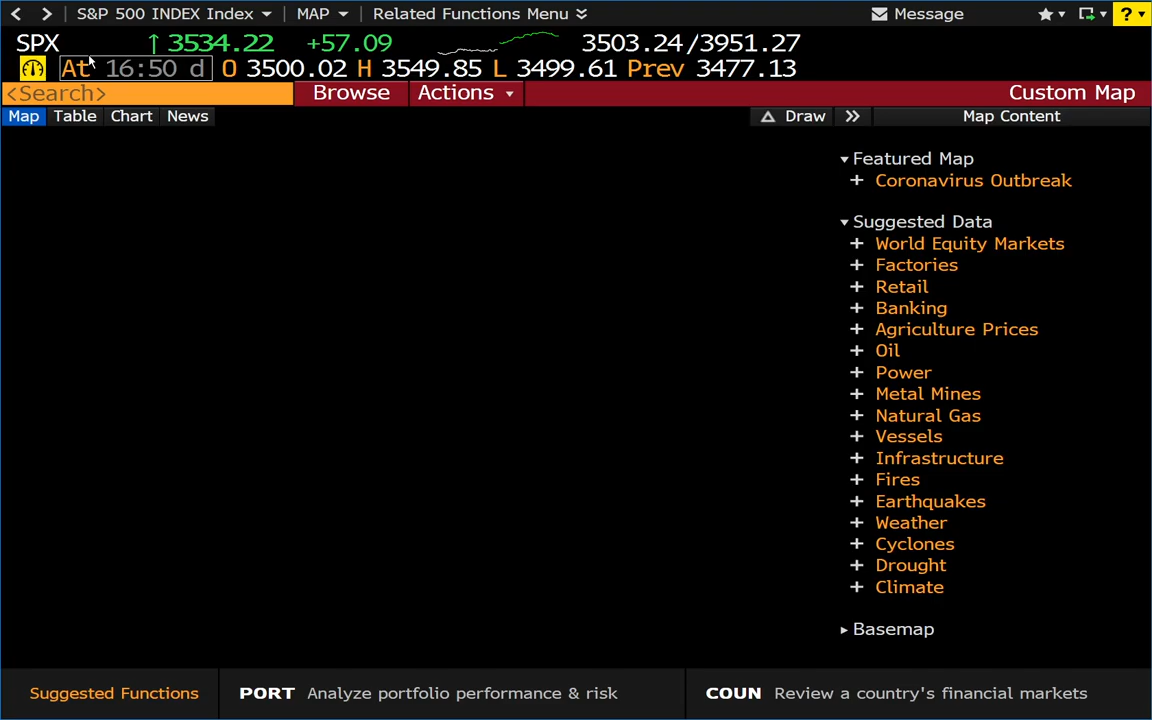 S&P 500 INDEX Index MAP Related Functions Menu Message ?
SPX ↑ 3534.22 +57.09 3503.24/3951.27
At 16:50 d O 3500.02 H 3549.85 L 3499.61 Prev 3477.13
<Search> Browse Actions Custom Map
Map Table Chart News Draw Map Content
Featured Map
+ Coronavirus Outbreak
Suggested Data
+ World Equity Markets
+ Factories
+ Retail
+ Banking
+ Agriculture Prices
+ Oil
+ Power
+ Metal Mines
+ Natural Gas
+ Vessels
+ Infrastructure
+ Fires
+ Earthquakes
+ Weather
+ Cyclones
+ Drought
+ Climate
Basemap
Suggested Functions PORT Analyze portfolio performance & risk COUN Review a country's financial markets